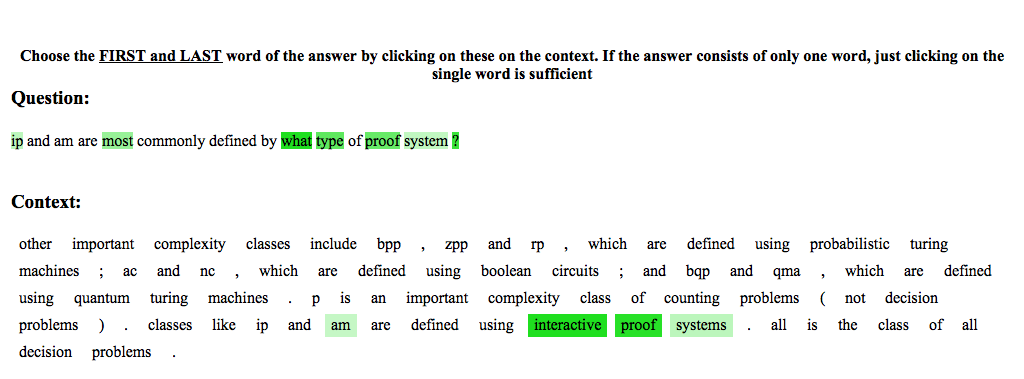 Choose the FIRST and LAST word of the answer by clicking on these on the context. If the answer consists of only one word, just clicking on the
single word is sufficient
Question:
ip and am are most commonly defined by what type of proof system ?
Context:
other important complexity classes include bpp , zpp and rp , which are defined using probabilistic turing
machines ; ac and nc , which are defined using boolean circuits ; and bqp and qma , which are defined
using quantum turing machines . p is an important complexity class of counting problems ( not decision
problems ) . classes like ip and am are defined using interactive proof systems . all is the class of all
decision problems .